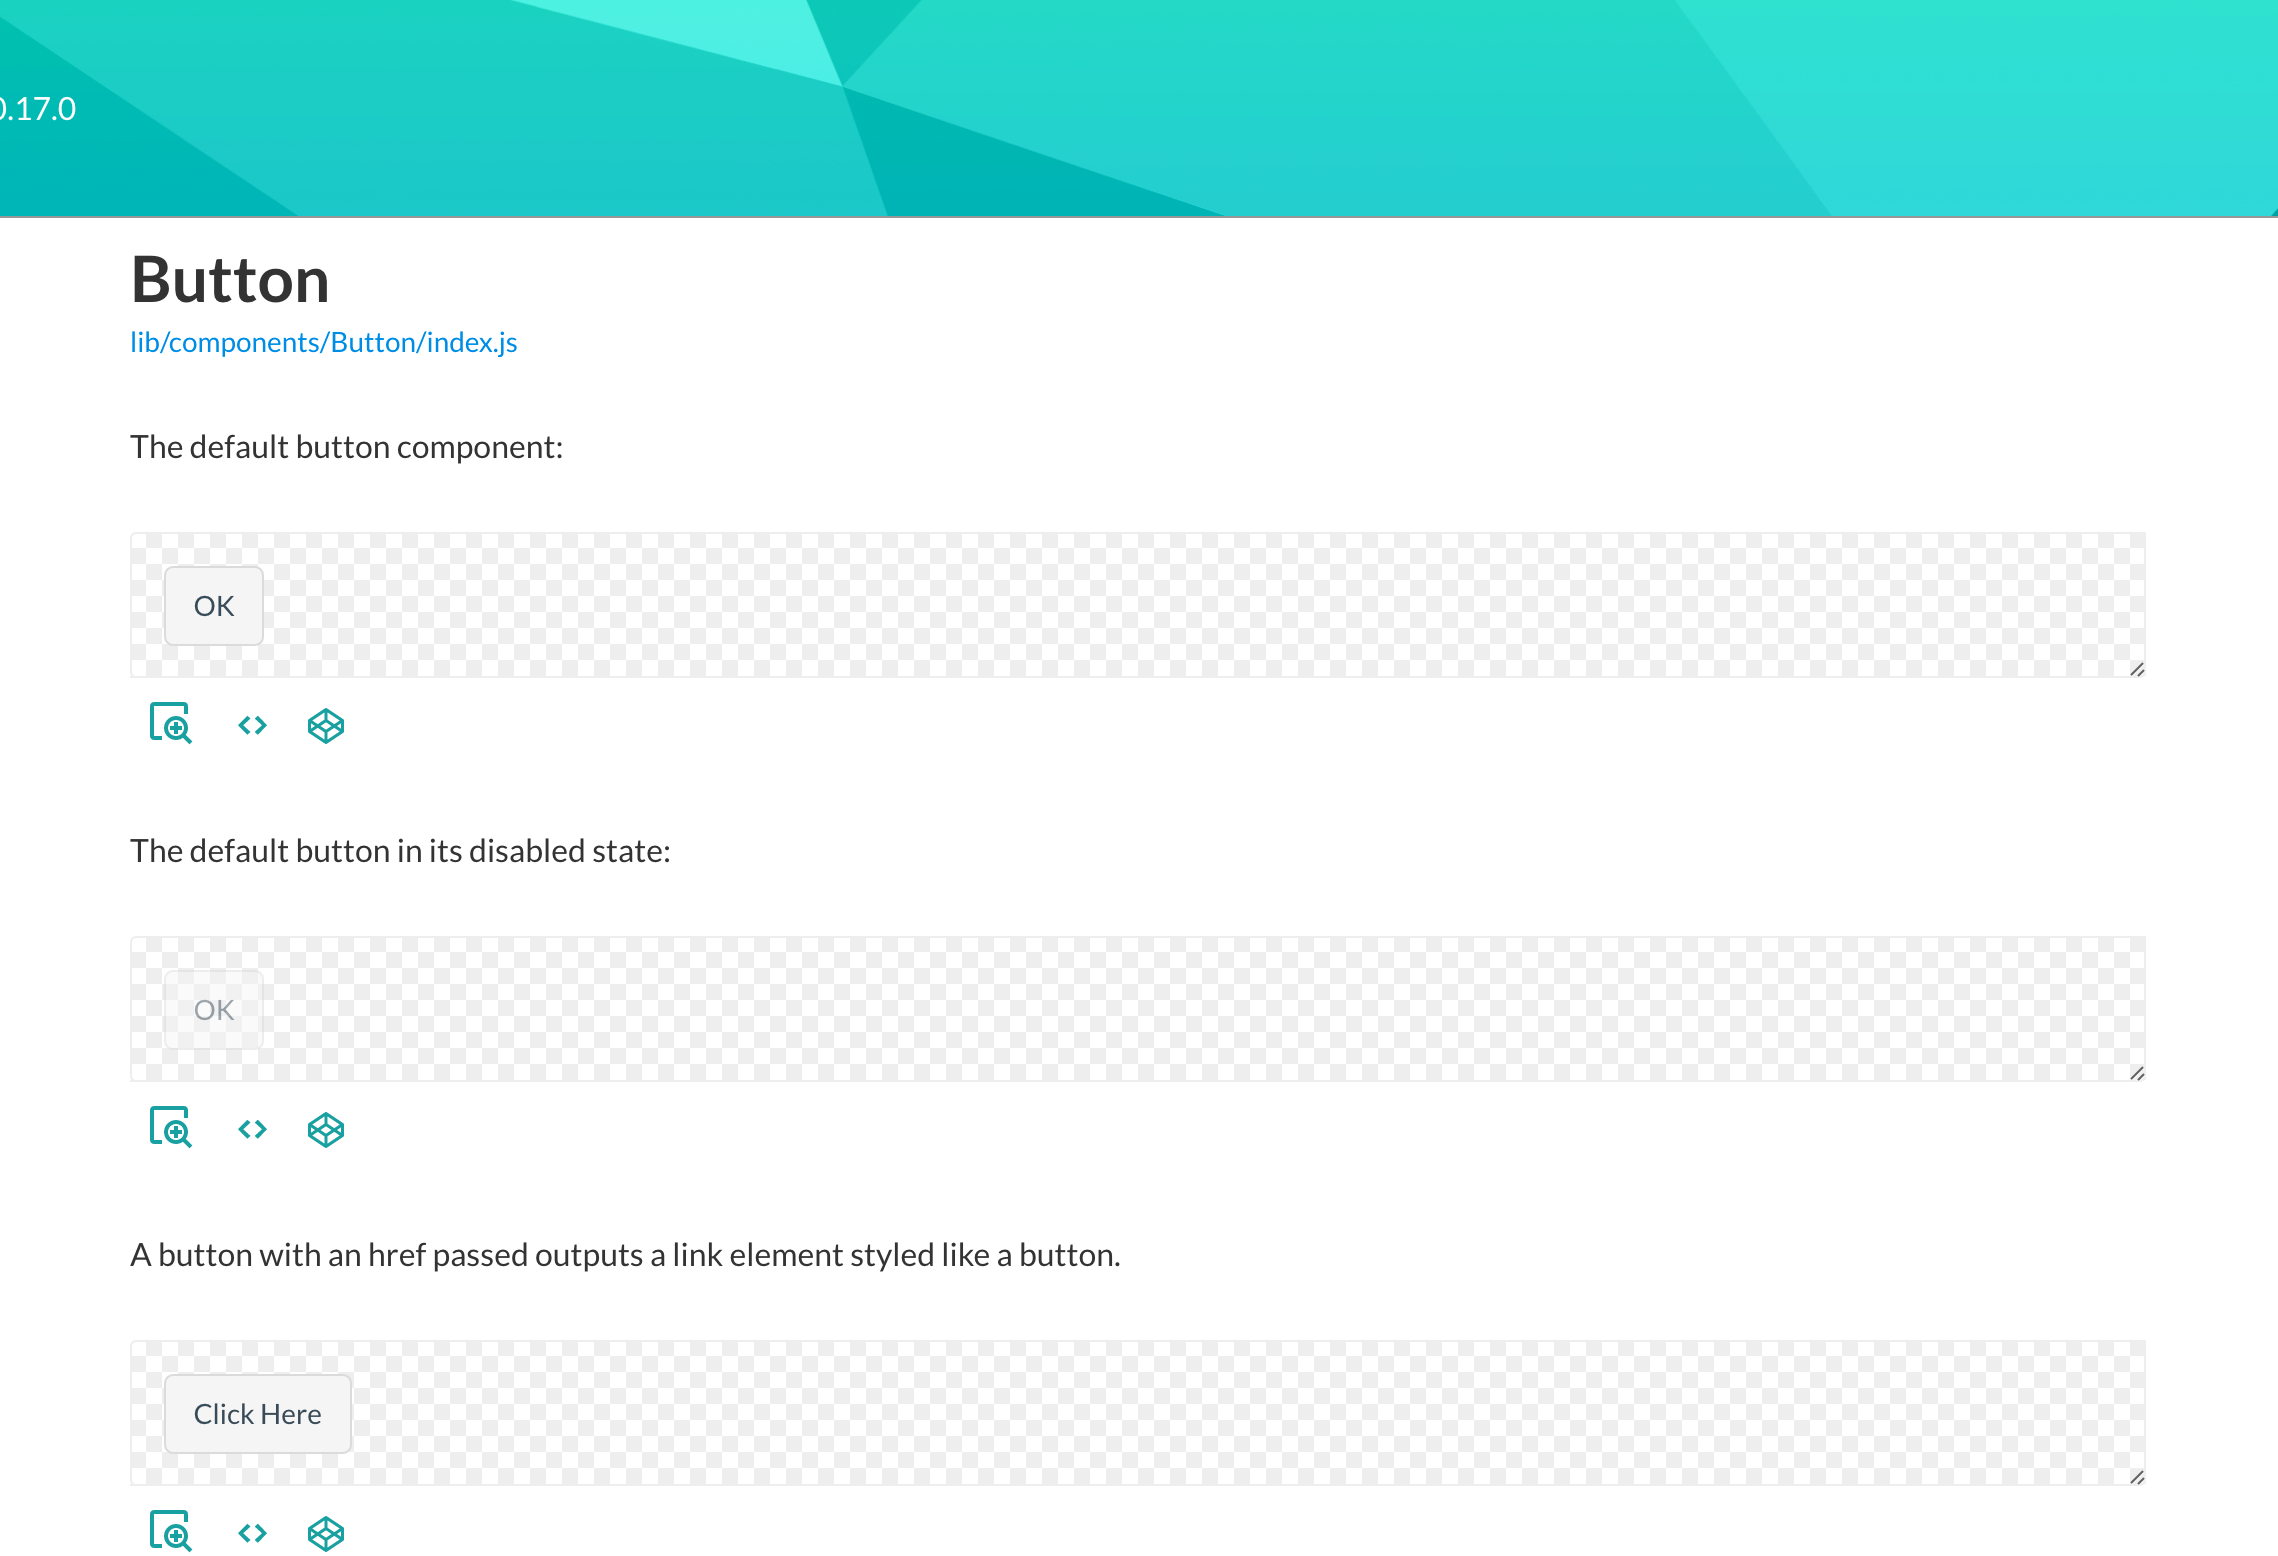 .17.0
Button
lib/components/Button/index.js
The default button component:
OK
The default button in its disabled state:
OK
A button with an href passed outputs a link element styled like a button.
Click Here